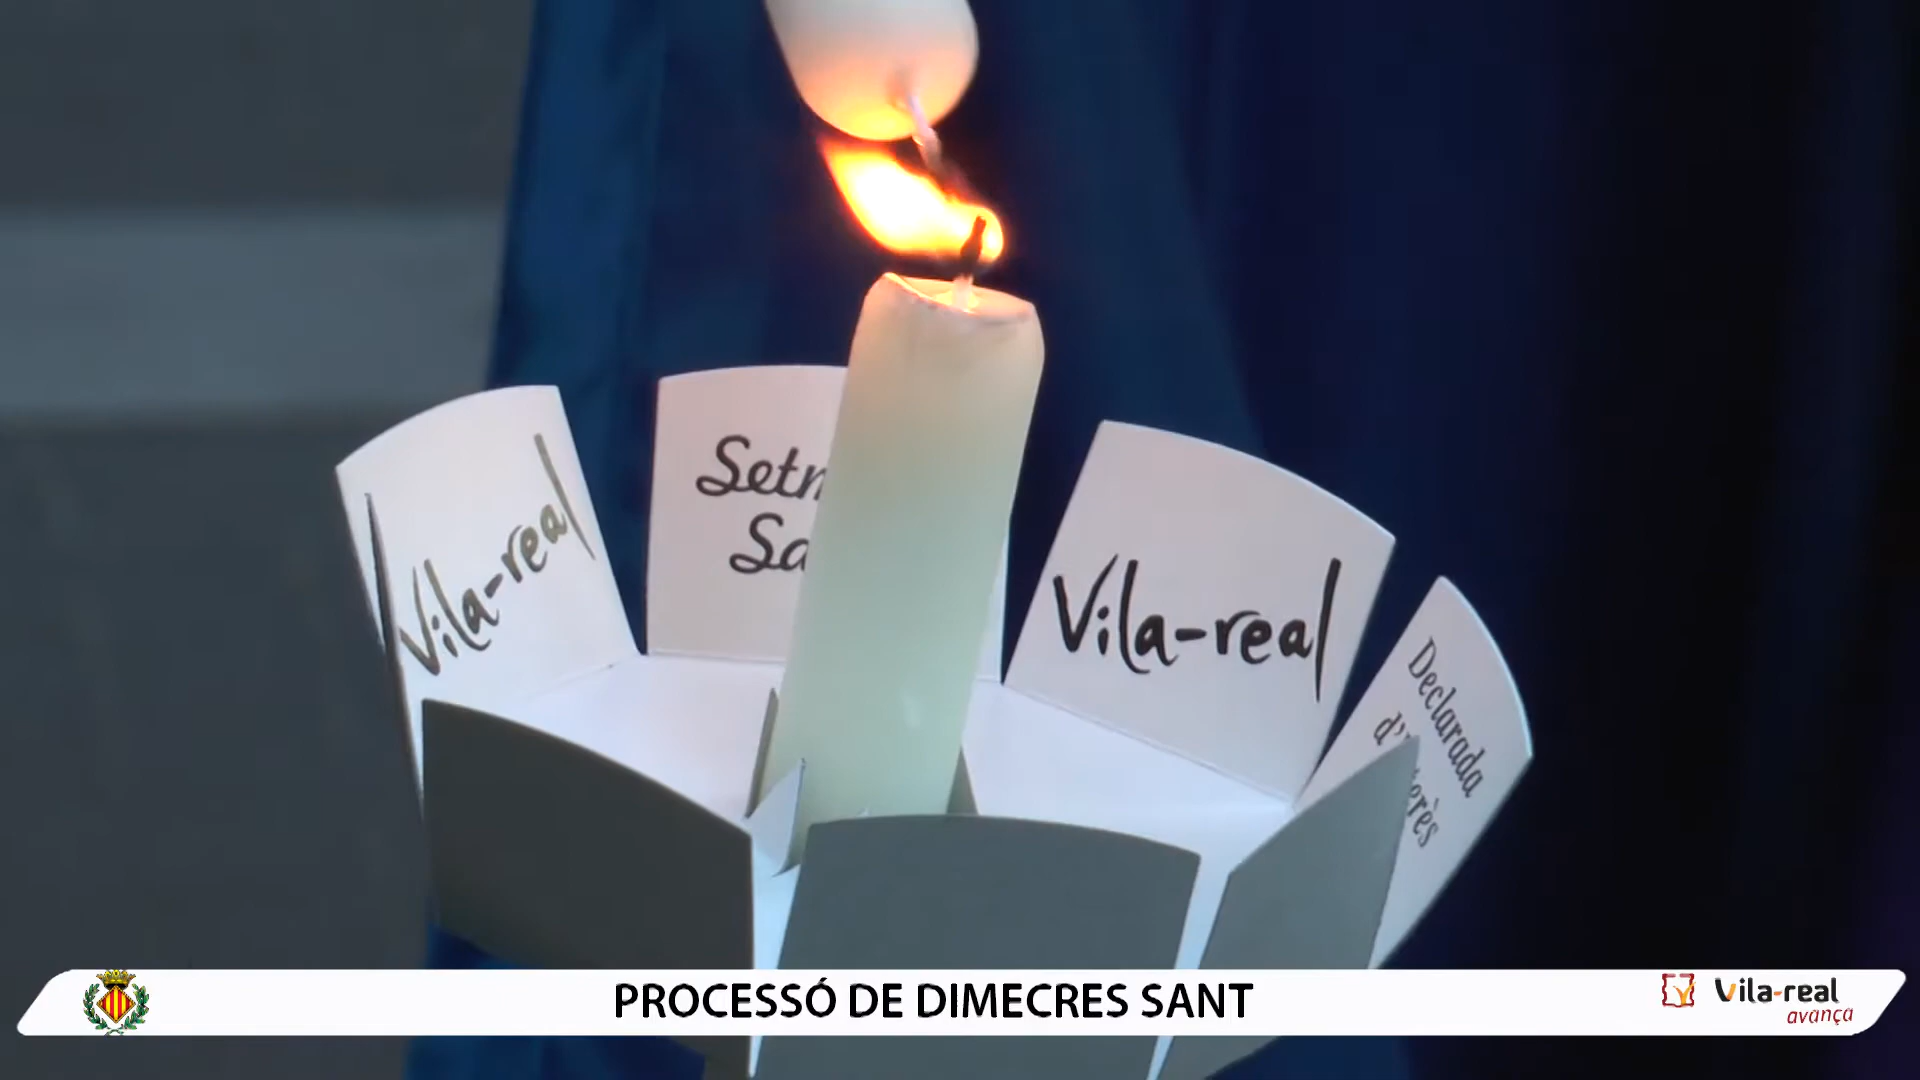 Vila-real
Vila-real
Declarada
PROCESSÓ DE DIMECRES SANT
Vila-real
avança